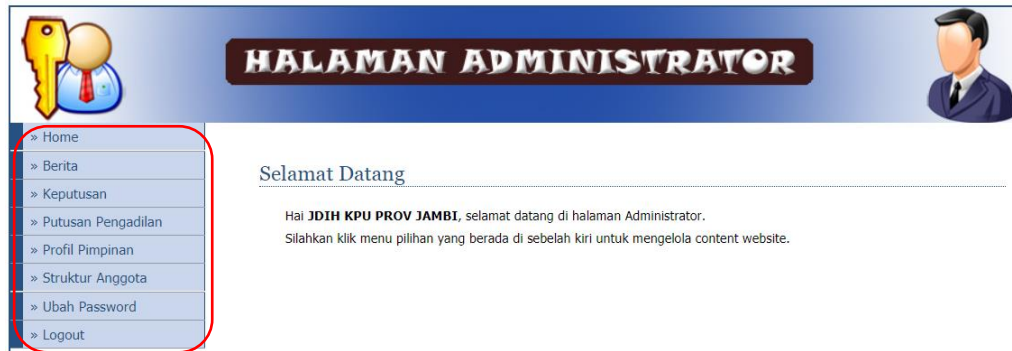 HALAMAN ADMINISTRATOR
» Home
» Berita
» Keputusan
» Putusan Pengadilan
» Profil Pimpinan
» Struktur Anggota
» Ubah Password
» Logout
Selamat Datang
Hai JDIH KPU PROV JAMBI, selamat datang di halaman Administrator.
Silahkan klik menu pilihan yang berada di sebelah kiri untuk mengelola content website.